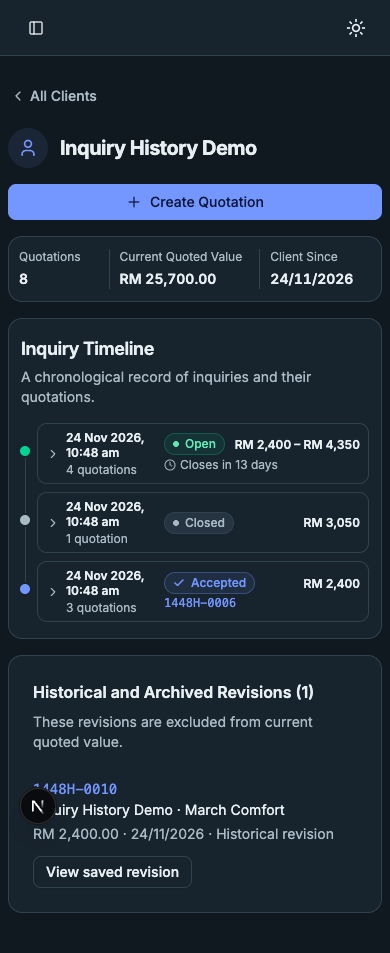 All Clients
Inquiry History Demo
Create Quotation
Quotations
8
Current Quoted Value
RM 25,700.00
Client Since
24/11/2026
Inquiry Timeline
A chronological record of inquiries and their
quotations.
24 Nov 2026,
10:48 am
4 quotations
Open
RM 2,400 – RM 4,350
Closes in 13 days
24 Nov 2026,
10:48 am
1 quotation
Closed
RM 3,050
24 Nov 2026,
10:48 am
3 quotations
Accepted
1448H-0006
RM 2,400
Historical and Archived Revisions (1)
These revisions are excluded from current
quoted value.
1448H-0010
N
uiry History Demo · March Comfort
RM 2,400.00 · 24/11/2026 · Historical revision
View saved revision